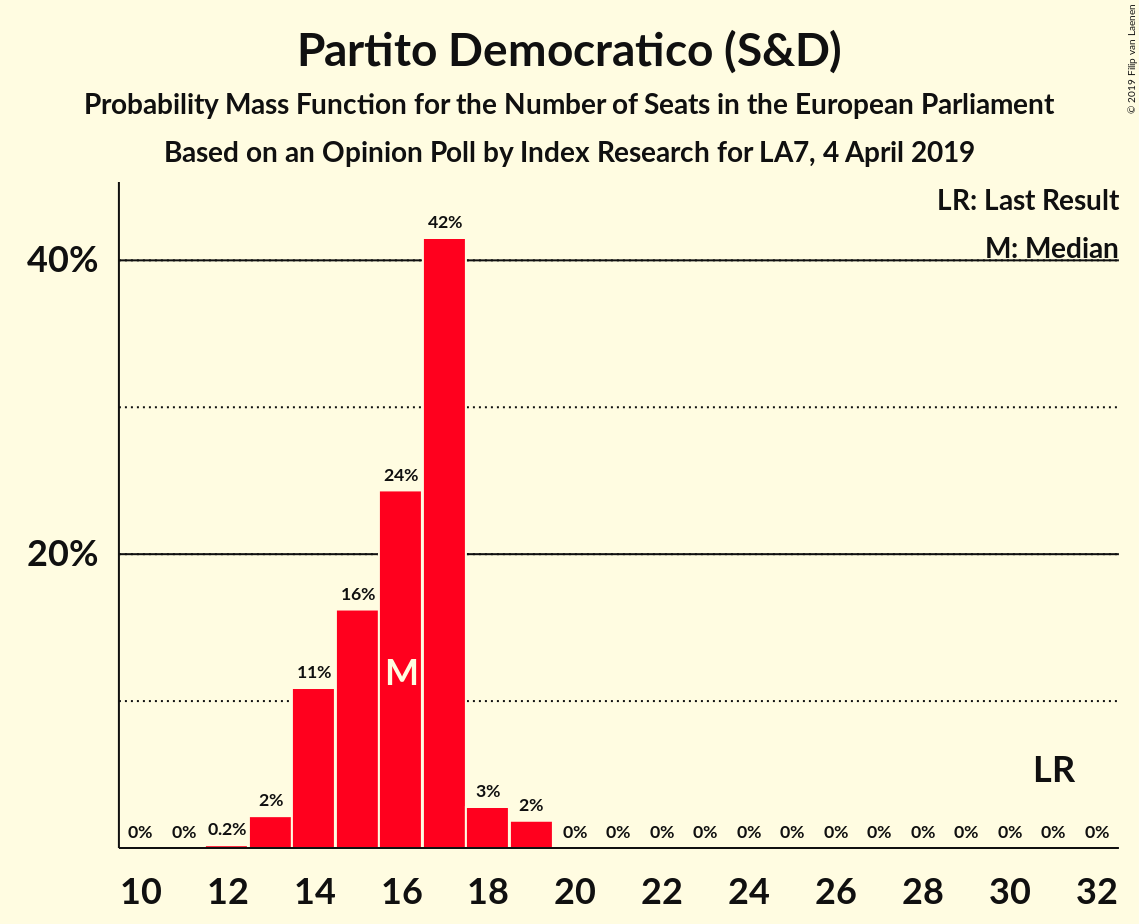 Partito Democratico (S&D)
Probability Mass Function for the Number of Seats in the European Parliament
Based on an Opinion Poll by Index Research for LA7, 4 April 2019
© 2019 Filip van Laenen
LR: Last Result
M: Median
40%
20%
0% 0% 0.2% 2% 11% 16% 24% 42% 3% 2% 0% 0% 0% 0% 0% 0% 0% 0% 0% 0% 0% 0% 0%
M
LR
10 12 14 16 18 20 22 24 26 28 30 32